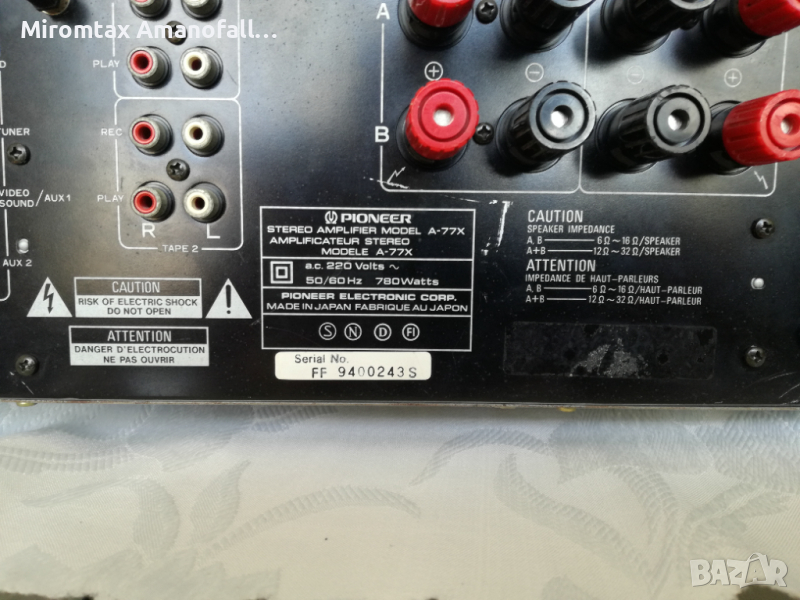 Miromtax Amanofall...
PLAY
REC
PLAY
R L
TAPE 2
TUNER
VIDEO
SOUND/AUX1
AUX 2
A
B
PIONEER
STEREO AMPLIFIER MODEL A-77X
AMPLIFICATEUR STEREO
MODELE A-77X
a.c. 220 Volts ~
50/60 Hz 780Watts
PIONEER ELECTRONIC CORP.
MADE IN JAPAN FABRIQUE AU JAPON
S N D FI
Serial No.
FF 9400243S
CAUTION
RISK OF ELECTRIC SHOCK
DO NOT OPEN
ATTENTION
DANGER D'ELECTROCUTION
NE PAS OUVRIR
CAUTION
SPEAKER IMPEDANCE
A, B 6Ω~16Ω/SPEAKER
A+B 12Ω~32Ω/SPEAKER
ATTENTION
IMPEDANCE DE HAUT-PARLEURS
A, B 6Ω~16Ω/HAUT-PARLEUR
A+B 12Ω~32Ω/HAUT-PARLEUR
BAZAR